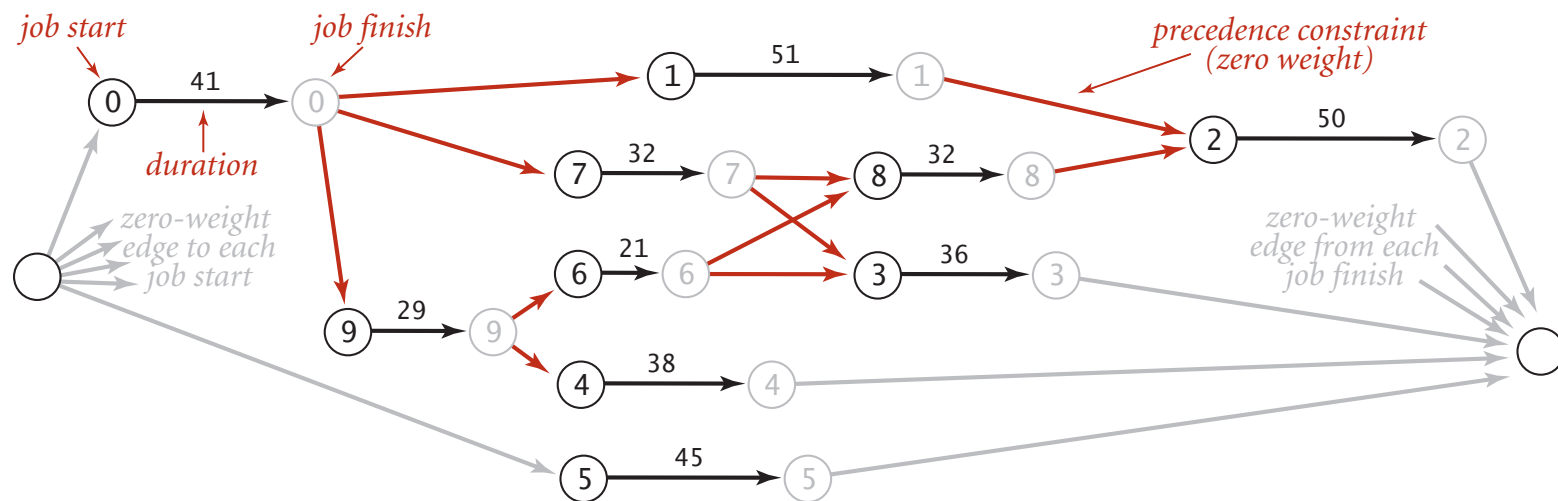 job start
job finish
precedence constraint
(zero weight)
41
51
0
0
1
1
50
2
2
duration
32
32
7
7
8
8
zero-weight
edge to each
job start
zero-weight
edge from each
job finish
21
36
6
6
3
3
29
9
9
38
4
4
45
5
5